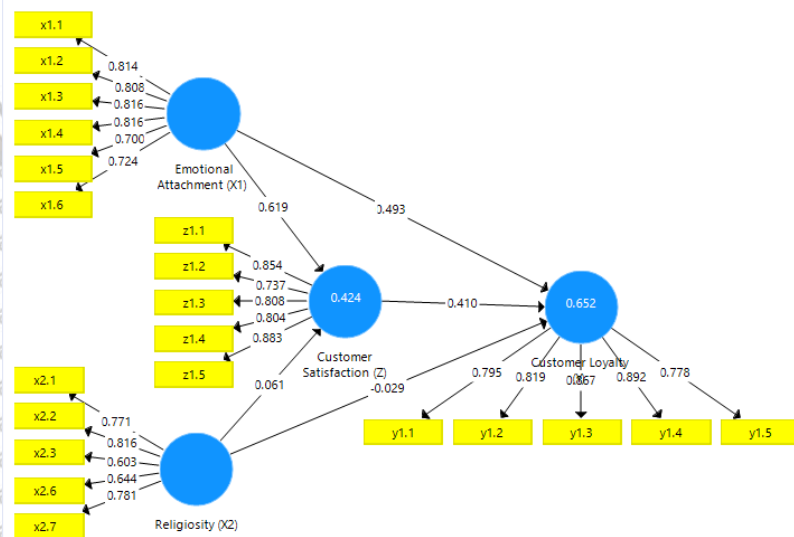 x1.1
x1.2
x1.3
x1.4
x1.5
x1.6
0.814
0.808
0.816
0.816
0.700
0.724
Emotional
Attachment (X1)
0.619
0.493
z1.1
z1.2
z1.3
z1.4
z1.5
0.854
0.737
0.808
0.804
0.883
0.424
Customer
Satisfaction (Z)
0.410
0.652
Customer Loyalty
0.061
-0.029
0.795
0.819
0.867
0.892
0.778
y1.1
y1.2
y1.3
y1.4
y1.5
x2.1
x2.2
x2.3
x2.6
x2.7
0.771
0.816
0.603
0.644
0.781
Religiosity (X2)